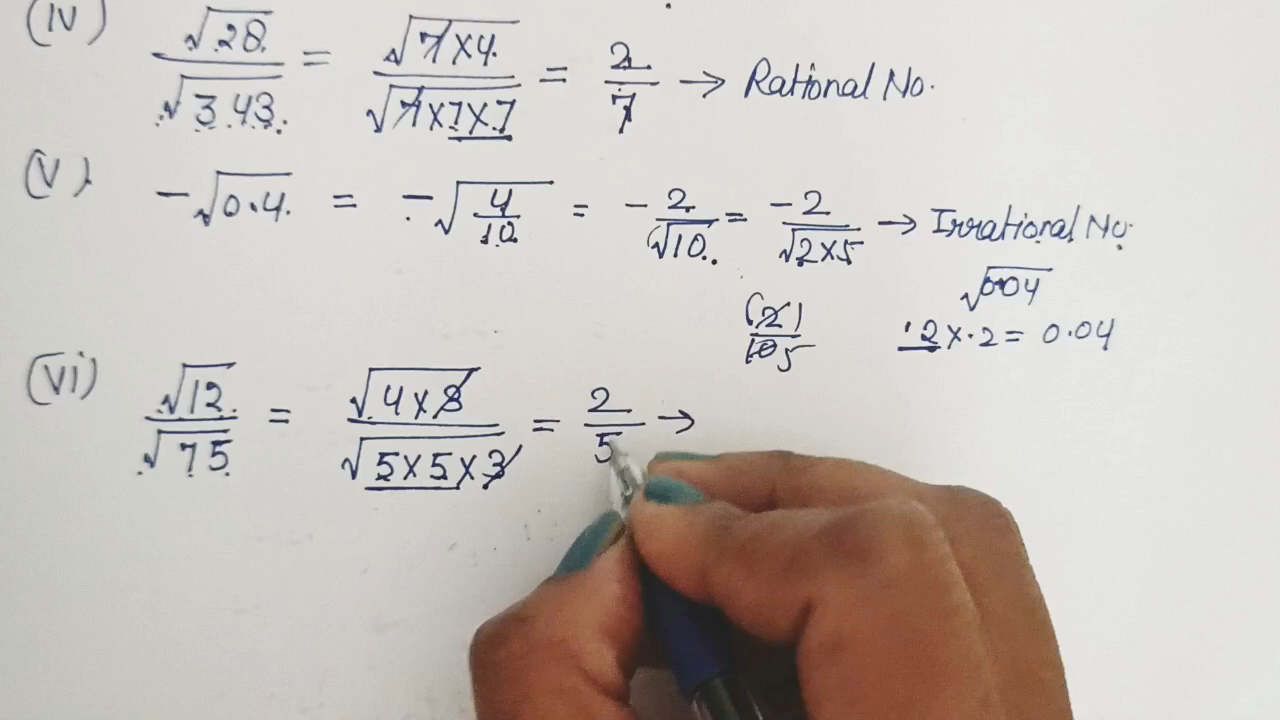 (iv) √28/√343 = √7×4/√7×7×7 = 2/7 → Rational No.
(V) -√0.4 = -√4/10 = -2/√10 = -2/√2×5 → Irrational No.
√0.04
(2)/10 5 .2×.2 = 0.04
(vi) √12/√75 = √4×3/√5×5×3 = 2/5 →